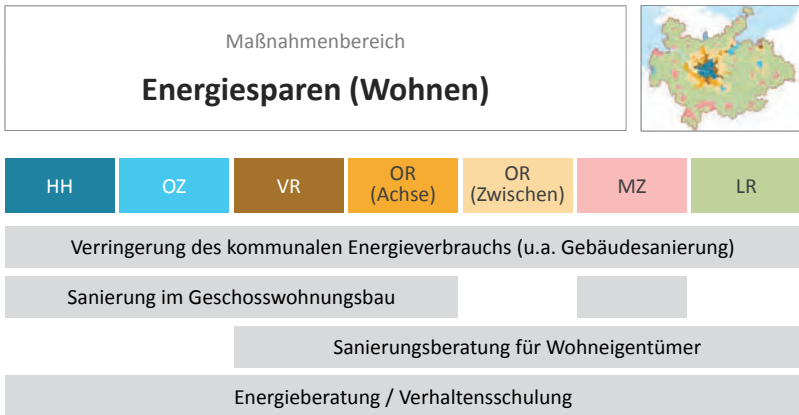 Maßnahmenbereich
Energiesparen (Wohnen)
HH
OZ
VR
OR
(Achse)
OR
(Zwischen)
MZ
LR
Verringerung des kommunalen Energieverbrauchs (u.a. Gebäudesanierung)
Sanierung im Geschosswohnungsbau
Sanierungsberatung für Wohneigentümer
Energieberatung / Verhaltensschulung